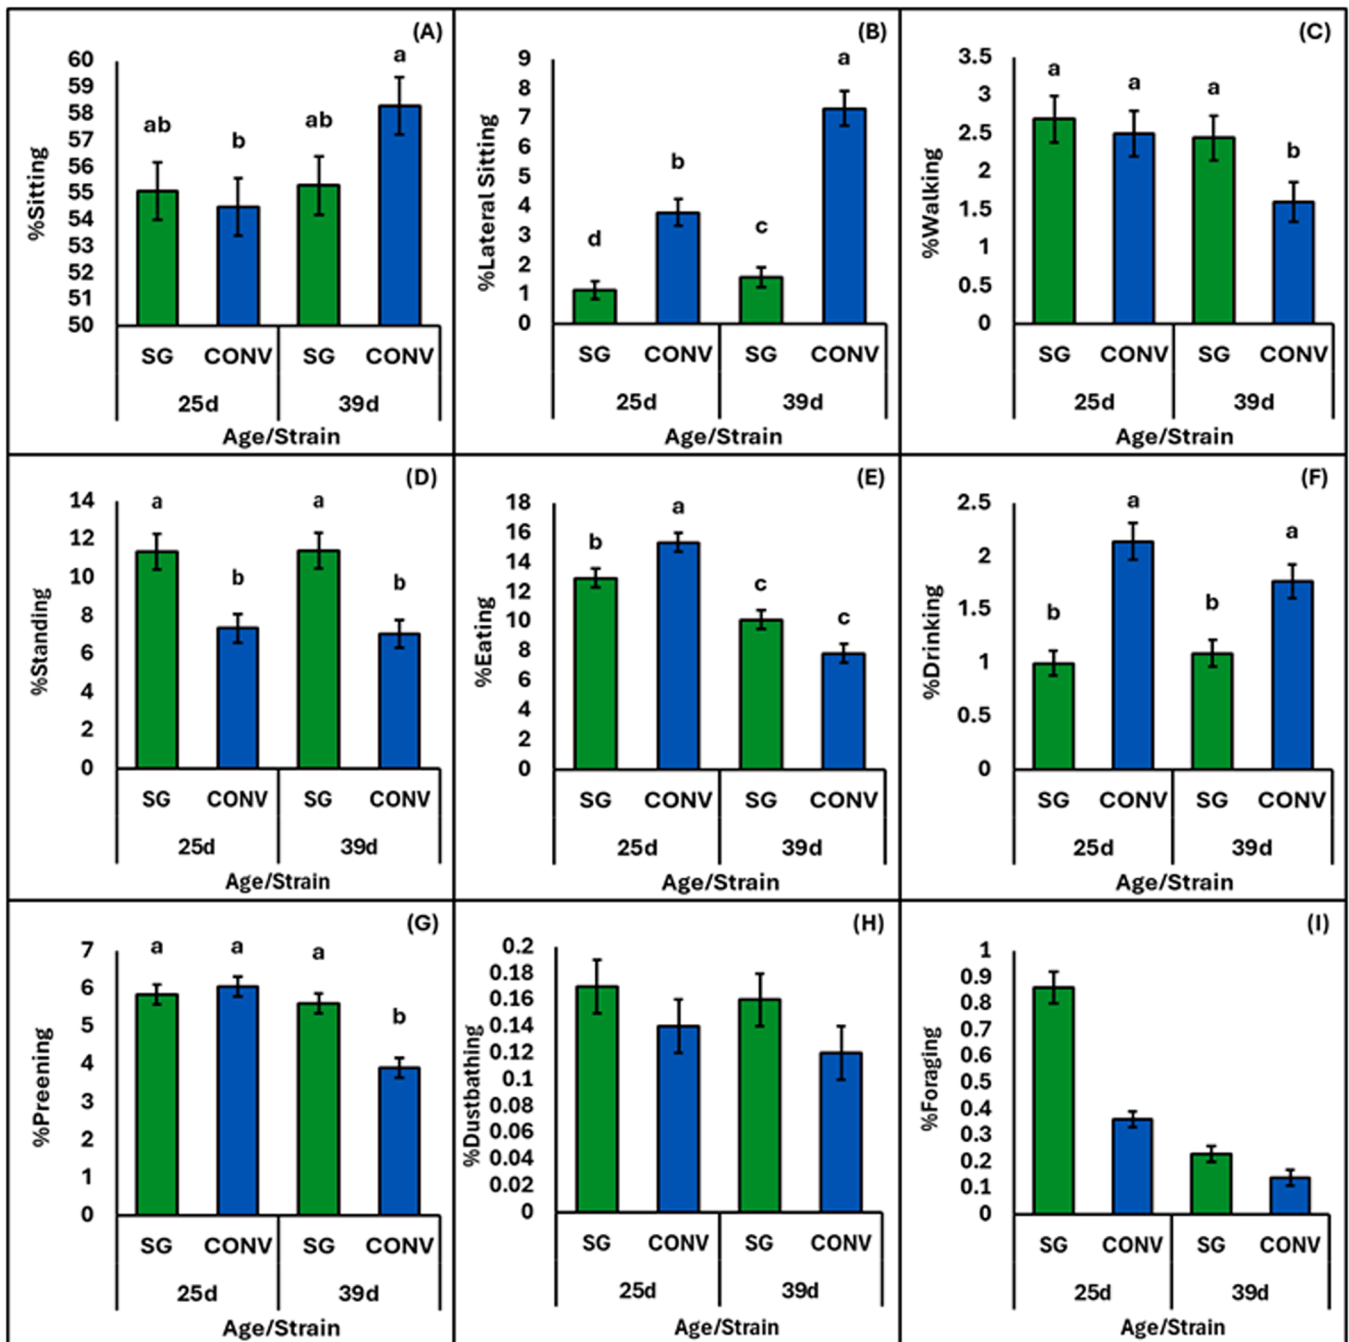 (A)
%Sitting
60
59
58
57
56
55
54
53
52
51
50
ab
b
ab
a
SG CONV SG CONV
25d 39d
Age/Strain
(B)
%Lateral Sitting
9
8
7
6
5
4
3
2
1
0
d
b
c
a
SG CONV SG CONV
25d 39d
Age/Strain
(C)
%Walking
3.5
3
2.5
2
1.5
1
0.5
0
a
a
a
b
SG CONV SG CONV
25d 39d
Age/Strain
(D)
%Standing
14
12
10
8
6
4
2
0
a
b
a
b
SG CONV SG CONV
25d 39d
Age/Strain
(E)
%Eating
18
16
14
12
10
8
6
4
2
0
b
a
c
c
SG CONV SG CONV
25d 39d
Age/Strain
(F)
%Drinking
2.5
2
1.5
1
0.5
0
b
a
b
a
SG CONV SG CONV
25d 39d
Age/Strain
(G)
%Preening
7
6
5
4
3
2
1
0
a
a
a
b
SG CONV SG CONV
25d 39d
Age/Strain
(H)
%Dustbathing
0.2
0.18
0.16
0.14
0.12
0.1
0.08
0.06
0.04
0.02
0
SG CONV SG CONV
25d 39d
Age/Strain
(I)
%Foraging
1
0.9
0.8
0.7
0.6
0.5
0.4
0.3
0.2
0.1
0
SG CONV SG CONV
25d 39d
Age/Strain